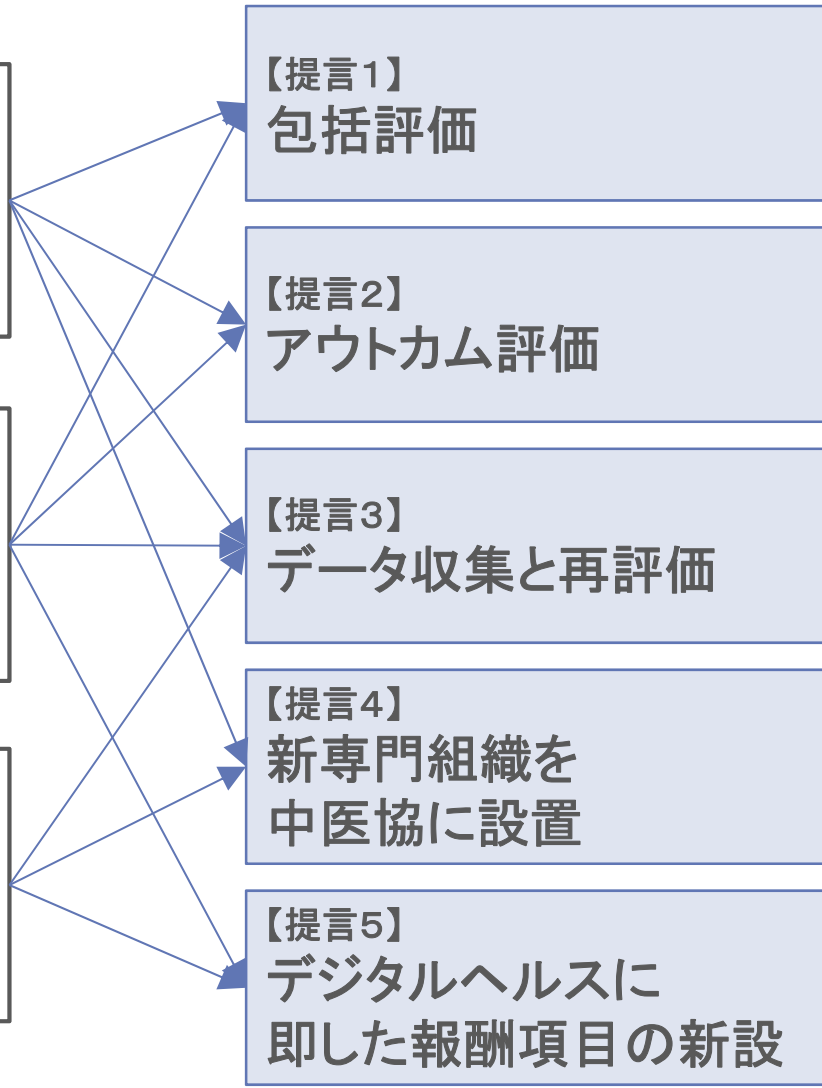 【提言1】
包括評価
【提言2】
アウトカム評価
【提言3】
データ収集と再評価
【提言4】
新専門組織を
中医協に設置
【提言5】
デジタルヘルスに
即した報酬項目の新設